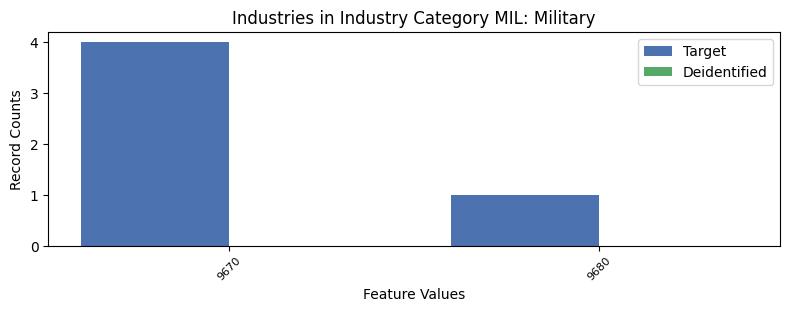 Industries in Industry Category MIL: Military
Target
Deidentified
Record Counts
4
3
2
1
0
9670
9680
Feature Values